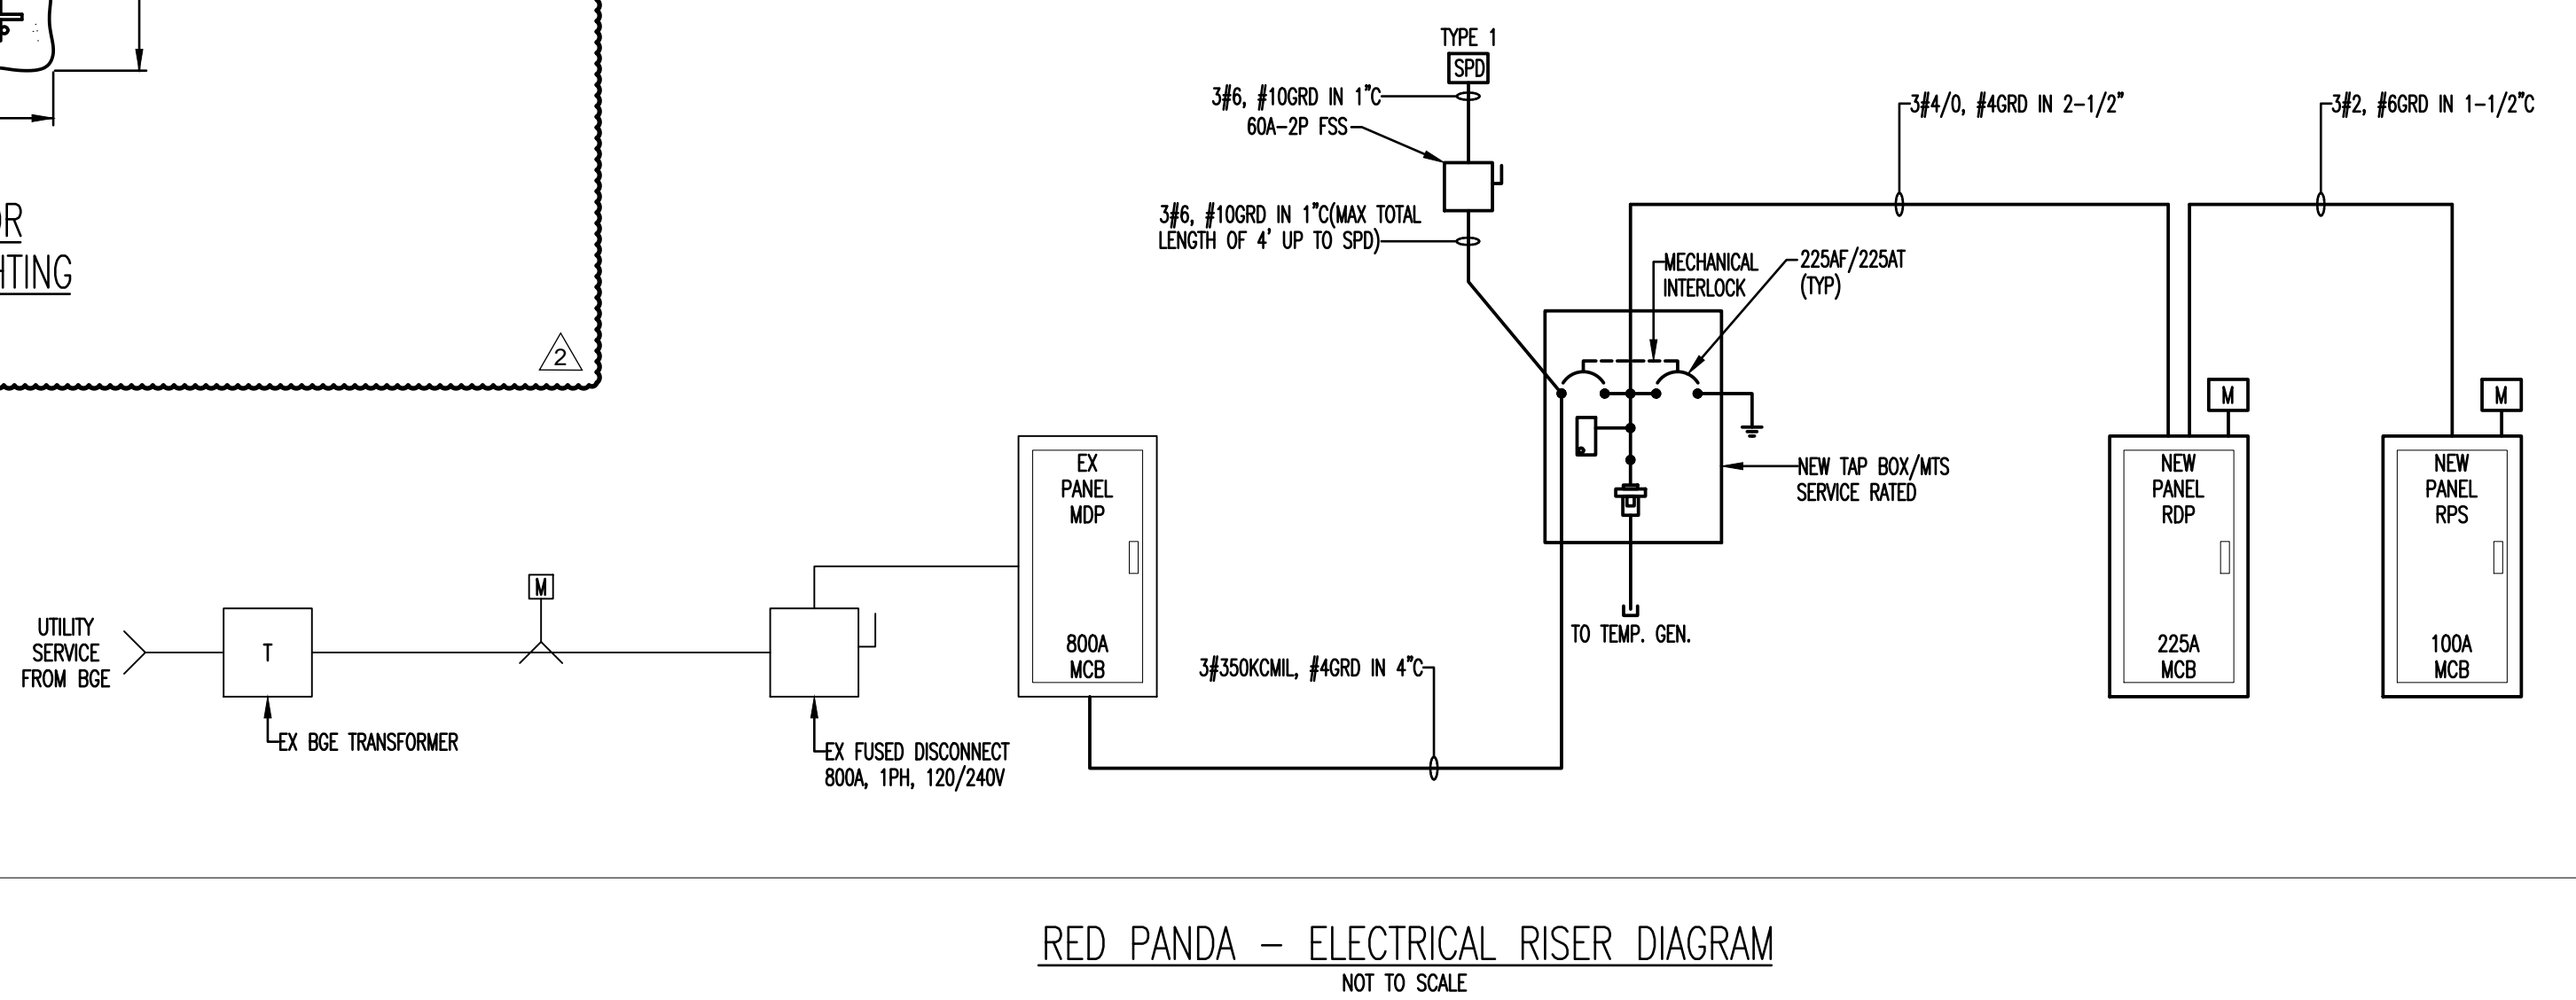 OR
HTING
2
TYPE 1
SPD
3#6, #10GRD IN 1"C
60A-2P FSS
3#6, #10GRD IN 1"C(MAX TOTAL
LENGTH OF 4' UP TO SPD)
MECHANICAL
INTERLOCK
225AF/225AT
(TYP)
3#4/0, #4GRD IN 2-1/2"
3#2, #6GRD IN 1-1/2"C
M
M
NEW TAP BOX/MTS
SERVICE RATED
TO TEMP. GEN.
NEW
PANEL
RDP
225A
MCB
NEW
PANEL
RPS
100A
MCB
EX
PANEL
MDP
800A
MCB
3#350KCMIL, #4GRD IN 4"C
UTILITY
SERVICE
FROM BGE
T
M
EX BGE TRANSFORMER
EX FUSED DISCONNECT
800A, 1PH, 120/240V
RED PANDA - ELECTRICAL RISER DIAGRAM
NOT TO SCALE